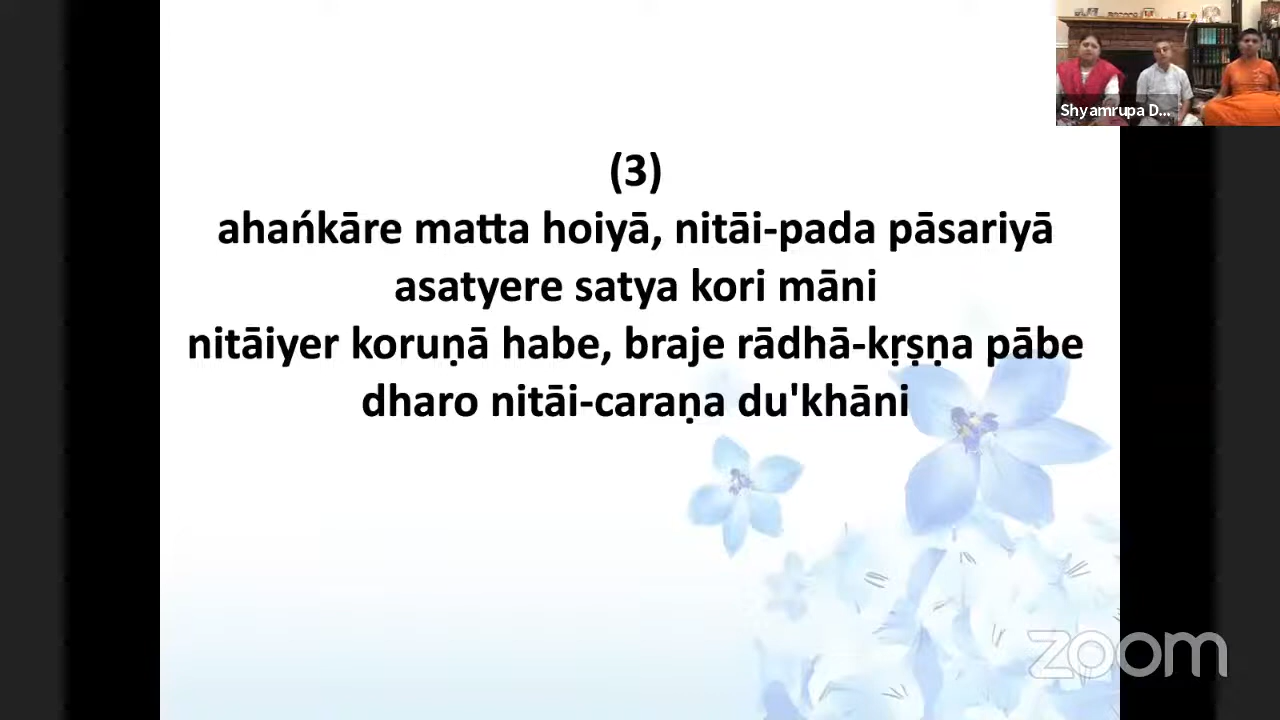 Shyamrupa D...
(3)
ahańkāre matta hoiyā, nitāi-pada pāsariyā
asatyere satya kori māni
nitāiyer koruṇā habe, braje rādhā-kṛṣṇa pābe
dharo nitāi-caraṇa du'khāni
zoom